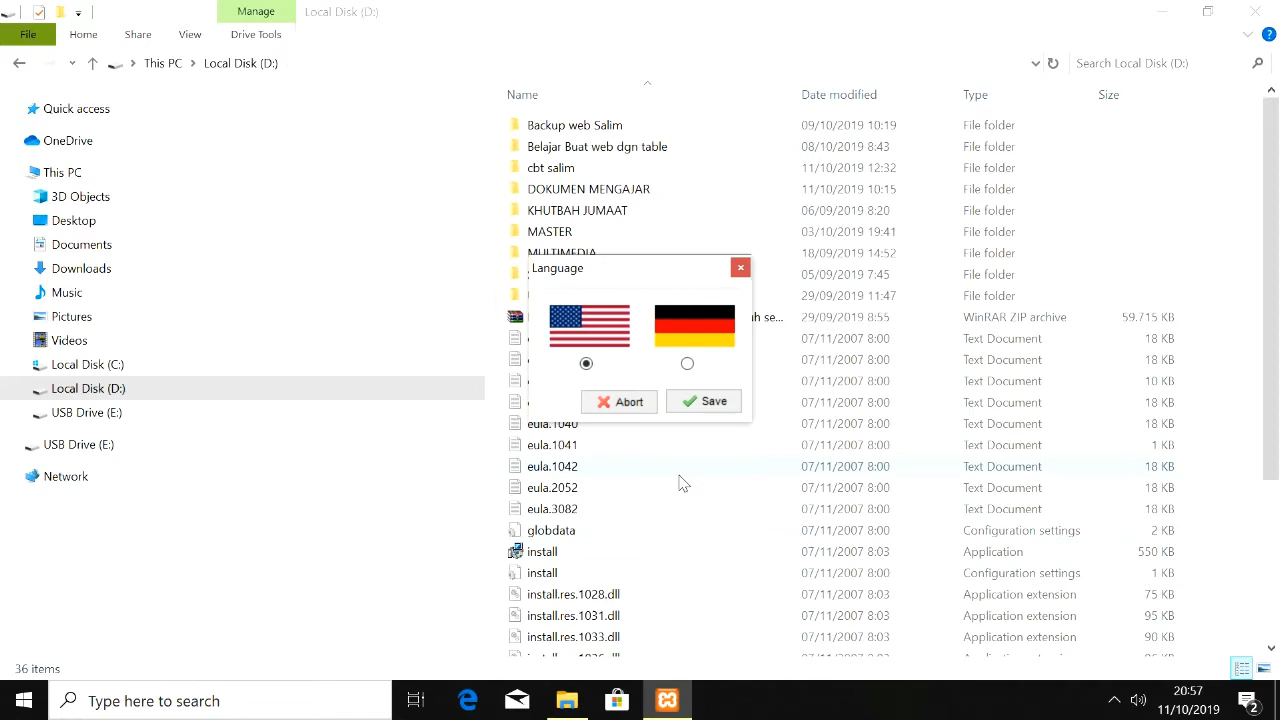 Manage
Local Disk (D:)
File
Home
Share
View
Drive Tools
This PC
Local Disk (D:)
Search Local Disk (D:)
Name
Date modified
Type
Size
Quick access
OneDrive
This PC
3D Objects
Desktop
Documents
Downloads
Music
Pictures
Videos
Local Disk (C:)
Local Disk (D:)
USB Drive (E:)
USB Drive (E:)
Network
Backup web Salim 09/10/2019 10:19 File folder
Belajar Buat web dgn table 08/10/2019 8:43 File folder
cbt salim 11/10/2019 12:32 File folder
DOKUMEN MENGAJAR 11/10/2019 10:15 File folder
KHUTBAH JUMAAT 06/09/2019 8:20 File folder
MASTER 03/10/2019 19:41 File folder
MULTIMEDIA 18/09/2019 14:52 File folder
05/09/2019 7:45 File folder
29/09/2019 11:47 File folder
h se... 29/09/2019 8:55 WinRAR ZIP archive 59.715 KB
07/11/2007 8:00 Text Document 18 KB
07/11/2007 8:00 Text Document 18 KB
07/11/2007 8:00 Text Document 10 KB
07/11/2007 8:00 Text Document 18 KB
eula.1040 07/11/2007 8:00 Text Document 18 KB
eula.1041 07/11/2007 8:00 Text Document 1 KB
eula.1042 07/11/2007 8:00 Text Document 18 KB
eula.2052 07/11/2007 8:00 Text Document 18 KB
eula.3082 07/11/2007 8:00 Text Document 18 KB
globdata 07/11/2007 8:00 Configuration settings 2 KB
install 07/11/2007 8:03 Application 550 KB
install 07/11/2007 8:00 Configuration settings 1 KB
install.res.1028.dll 07/11/2007 8:03 Application extension 75 KB
install.res.1031.dll 07/11/2007 8:03 Application extension 95 KB
install.res.1033.dll 07/11/2007 8:03 Application extension 90 KB
Language
Abort
Save
36 items
Type here to search
20:57
11/10/2019
2